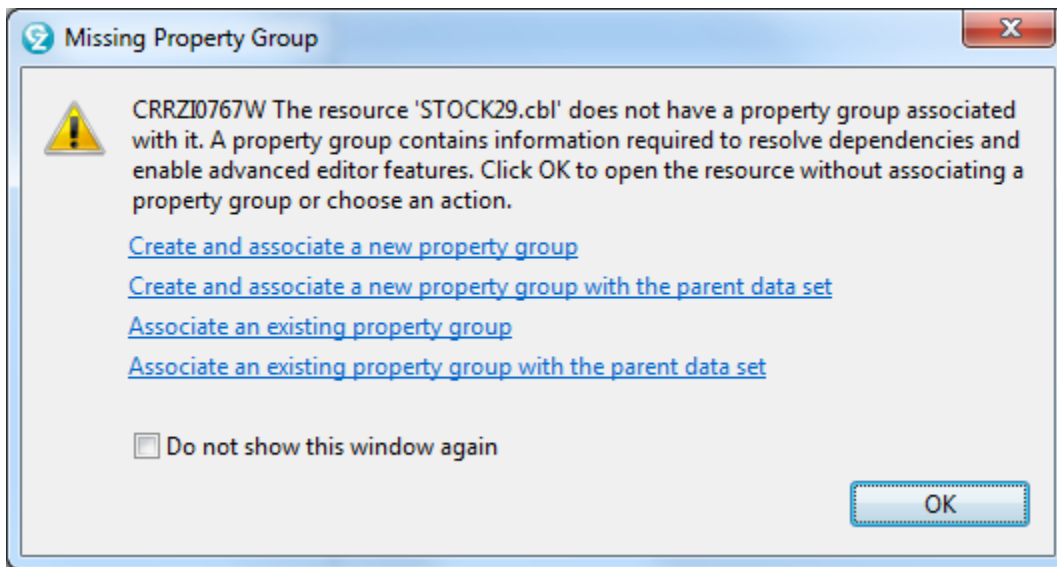 Missing Property Group
CRRZI0767W The resource 'STOCK29.cbl' does not have a property group associated
with it. A property group contains information required to resolve dependencies and
enable advanced editor features. Click OK to open the resource without associating a
property group or choose an action.
Create and associate a new property group
Create and associate a new property group with the parent data set
Associate an existing property group
Associate an existing property group with the parent data set
Do not show this window again
OK